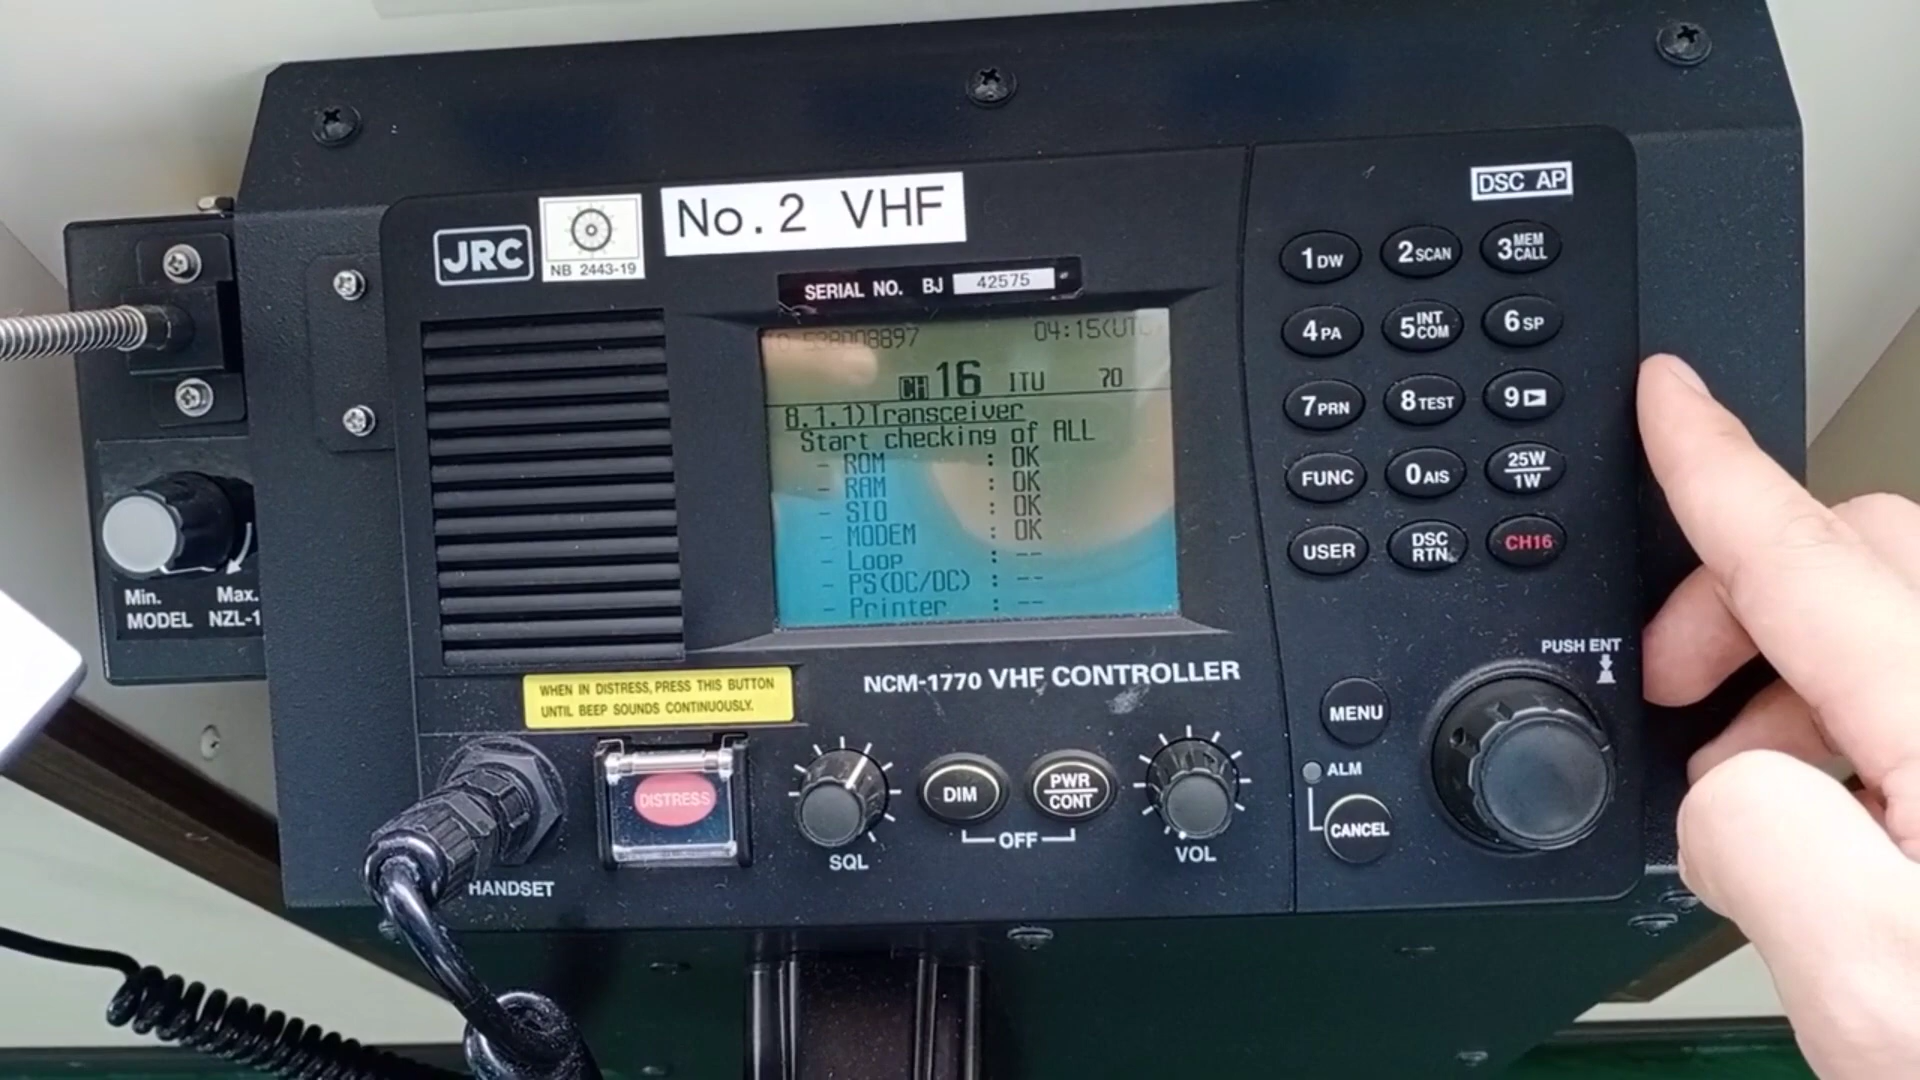 DSC AP
JRC
NB 2443-19
No.2 VHF
SERIAL NO. BJ 42575
538008897 04:15(UTC
CH 16 ITU 70
8.1.1)Transceiver
Start checking of ALL
- ROM : OK
- RAM : OK
- SIO : OK
- MODEM : OK
- Loop : --
- PS(DC/DC) : --
- Printer : --
1 DW
2 SCAN
3 MEM CALL
4 PA
5 INT COM
6 SP
7 PRN
8 TEST
9
FUNC
0 AIS
25W
1W
USER
DSC RTN
CH16
Min. Max.
MODEL NZL-1
WHEN IN DISTRESS, PRESS THIS BUTTON
UNTIL BEEP SOUNDS CONTINUOUSLY.
NCM-1770 VHF CONTROLLER
PUSH ENT
MENU
ALM
CANCEL
DISTRESS
DIM
PWR
CONT
OFF
SQL
VOL
HANDSET